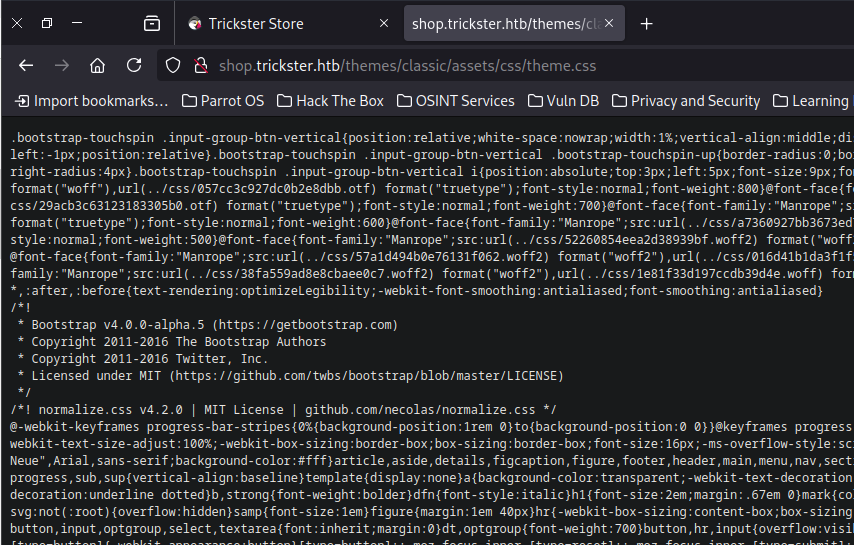 Trickster Store
shop.trickster.htb/themes/cla
shop.trickster.htb/themes/classic/assets/css/theme.css
Import bookmarks... Parrot OS Hack The Box OSINT Services Vuln DB Privacy and Security Learning
.bootstrap-touchspin .input-group-btn-vertical{position:relative;white-space:nowrap;width:1%;vertical-align:middle;di
left:-1px;position:relative}.bootstrap-touchspin .input-group-btn-vertical .bootstrap-touchspin-up{border-radius:0;bo
right-radius:4px}.bootstrap-touchspin .input-group-btn-vertical i{position:absolute;top:3px;left:5px;font-size:9px;fo
format("woff"),url(../css/057cc3c927dc0b2e8dbb.otf) format("truetype");font-style:normal;font-weight:800}@font-face{f
css/29acb3c63123183305b0.otf) format("truetype");font-style:normal;font-weight:700}@font-face{font-family:"Manrope";s
format("truetype");font-style:normal;font-weight:600}@font-face{font-family:"Manrope";src:url(../css/a7360927bb3673ed
style:normal;font-weight:500}@font-face{font-family:"Manrope";src:url(../css/52260854eea2d38939bf.woff2) format("woff
@font-face{font-family:"Manrope";src:url(../css/57a1d494b0e76131f062.woff2) format("woff2"),url(../css/016d41b1da3f1f
family:"Manrope";src:url(../css/38fa559ad8e8cbaee0c7.woff2) format("woff2"),url(../css/1e81f33d197ccdb39d4e.woff) for
*,:after,:before{text-rendering:optimizeLegibility;-webkit-font-smoothing:antialiased;font-smoothing:antialiased}
/*!
* Bootstrap v4.0.0-alpha.5 (https://getbootstrap.com)
* Copyright 2011-2016 The Bootstrap Authors
* Copyright 2011-2016 Twitter, Inc.
* Licensed under MIT (https://github.com/twbs/bootstrap/blob/master/LICENSE)
*/
/*! normalize.css v4.2.0 | MIT License | github.com/necolas/normalize.css */
@-webkit-keyframes progress-bar-stripes{0%{background-position:1rem 0}to{background-position:0 0}}@keyframes progress
webkit-text-size-adjust:100%;-webkit-box-sizing:border-box;box-sizing:border-box;font-size:16px;-ms-overflow-style:sc
Neue",Arial,sans-serif;background-color:#fff}article,aside,details,figcaption,figure,footer,header,main,menu,nav,sect
progress,sub,sup{vertical-align:baseline}template{display:none}a{background-color:transparent;-webkit-text-decoration
decoration:underline dotted}b,strong{font-weight:bolder}dfn{font-style:italic}h1{font-size:2em;margin:.67em 0}mark{co
svg:not(:root){overflow:hidden}samp{font-size:1em}figure{margin:1em 40px}hr{-webkit-box-sizing:content-box;box-sizing
button,input,optgroup,select,textarea{font:inherit;margin:0}dt,optgroup{font-weight:700}button,hr,input{overflow:visi